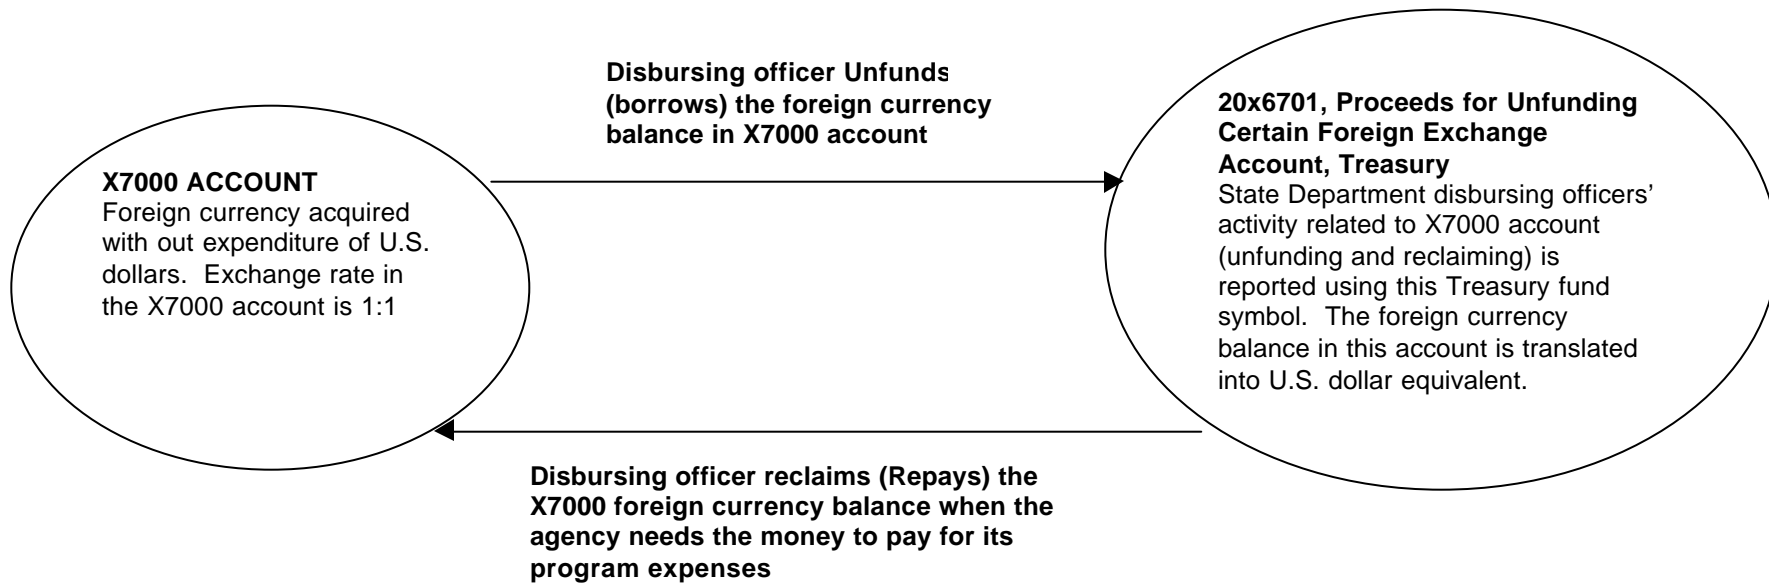 Disbursing officer Unfunds
(borrows) the foreign currency
balance in X7000 account
X7000 ACCOUNT
Foreign currency acquired
with out expenditure of U.S.
dollars. Exchange rate in
the X7000 account is 1:1
20x6701, Proceeds for Unfunding
Certain Foreign Exchange
Account, Treasury
State Department disbursing officers’
activity related to X7000 account
(unfunding and reclaiming) is
reported using this Treasury fund
symbol. The foreign currency
balance in this account is translated
into U.S. dollar equivalent.
Disbursing officer reclaims (Repays) the
X7000 foreign currency balance when the
agency needs the money to pay for its
program expenses